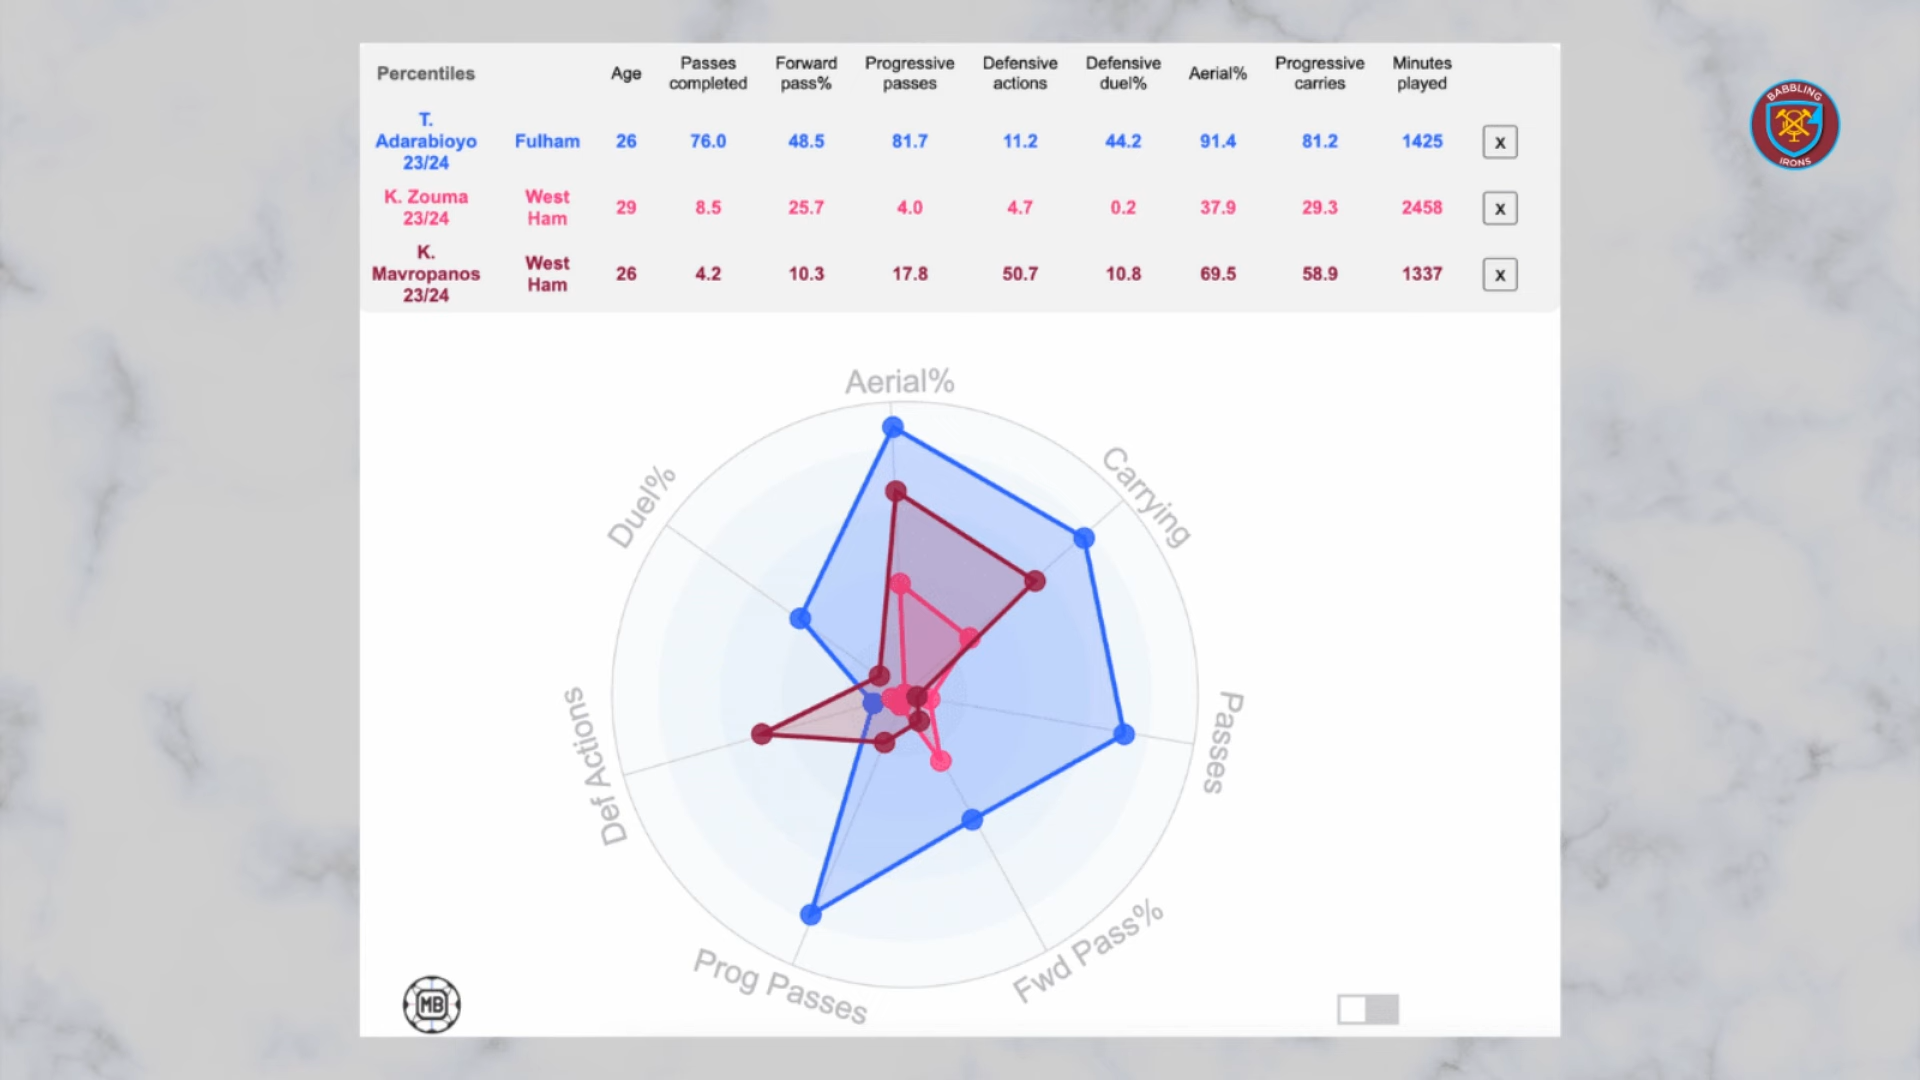 Percentiles
Age
Passes completed
Forward pass%
Progressive passes
Defensive actions
Defensive duel%
Aerial%
Progressive carries
Minutes played
T. Adarabioyo 23/24 Fulham 26 76.0 48.5 81.7 11.2 44.2 91.4 81.2 1425 x
K. Zouma 23/24 West Ham 29 8.5 25.7 4.0 4.7 0.2 37.9 29.3 2458 x
K. Mavropanos 23/24 West Ham 26 4.2 10.3 17.8 50.7 10.8 69.5 58.9 1337 x
BABBLING
IRONS
Aerial%
Carrying
Duel%
Passes
Def Actions
Fwd Pass%
Prog Passes
MB